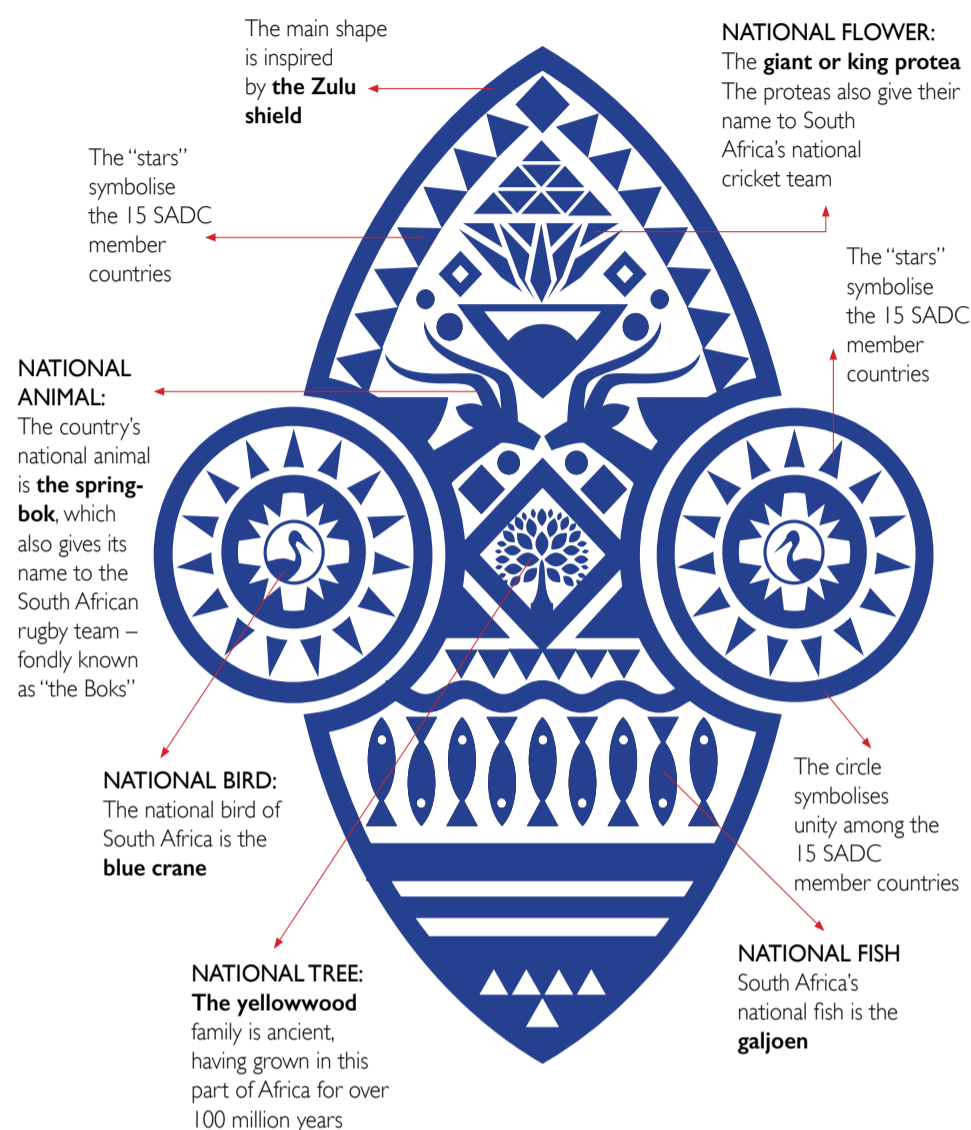 The main shape
is inspired
by the Zulu
shield
NATIONAL FLOWER:
The giant or king protea
The proteas also give their
name to South
Africa’s national
cricket team
The “stars”
symbolise
the 15 SADC
member
countries
The “stars”
symbolise
the 15 SADC
member
countries
NATIONAL
ANIMAL:
The country’s
national animal
is the spring-
bok, which
also gives its
name to the
South African
rugby team –
fondly known
as “the Boks”
NATIONAL BIRD:
The national bird of
South Africa is the
blue crane
The circle
symbolises
unity among the
15 SADC
member countries
NATIONAL TREE:
The yellowwood
family is ancient,
having grown in this
part of Africa for over
100 million years
NATIONAL FISH
South Africa’s
national fish is the
galjoen